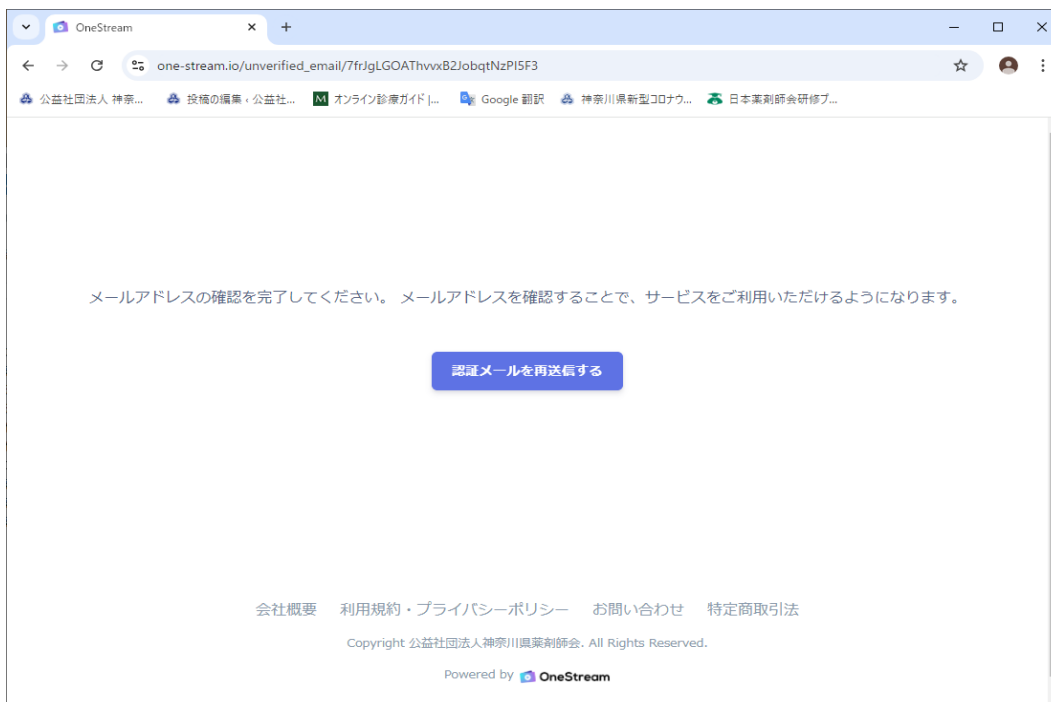 OneStream
one-stream.io/unverified_email/7frJgLGOAThvvxB2JobqtNzPI5F3
公益社団法人 神奈... 投稿の編集 ‹ 公益社... オンライン診療ガイド |... Google 翻訳 神奈川県新型コロナウ... 日本薬剤師会研修プ...
メールアドレスの確認を完了してください。 メールアドレスを確認することで、サービスをご利用いただけるようになります。
認証メールを再送信する
会社概要 利用規約・プライバシーポリシー お問い合わせ 特定商取引法
Copyright 公益社団法人神奈川県薬剤師会. All Rights Reserved.
Powered by OneStream